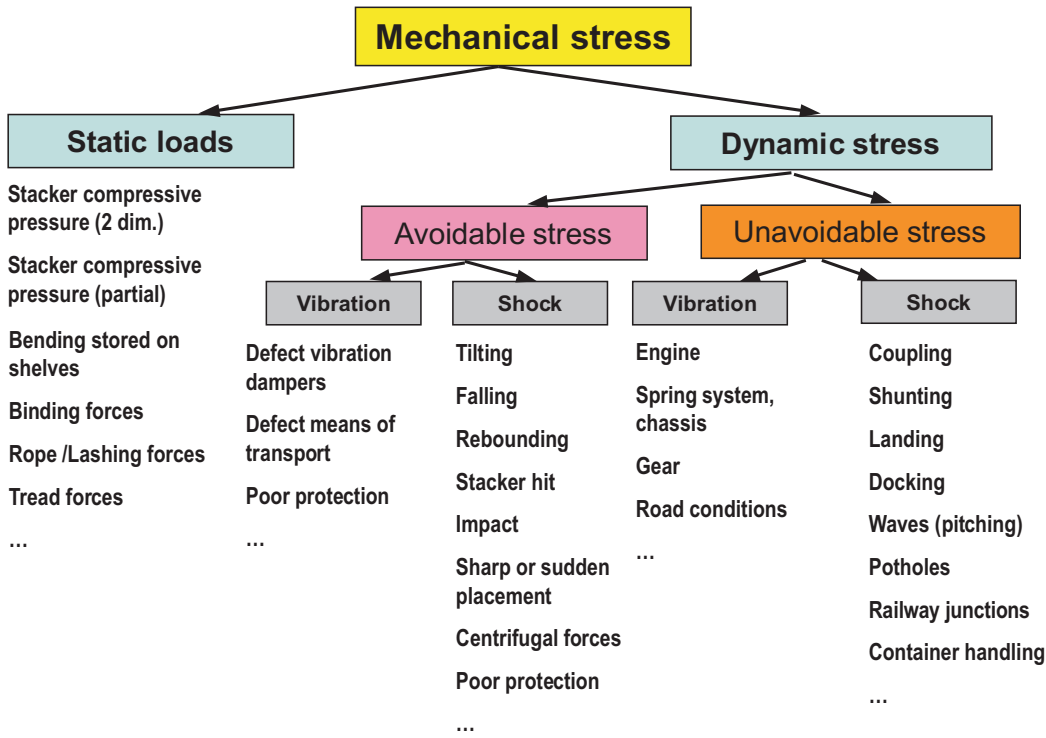 Mechanical stress
Static loads
Stacker compressive
pressure (2 dim.)
Stacker compressive
pressure (partial)
Bending stored on
shelves
Binding forces
Rope /Lashing forces
Tread forces
…
Dynamic stress
Avoidable stress
Vibration
Defect vibration
dampers
Defect means of
transport
Poor protection
…
Shock
Tilting
Falling
Rebounding
Stacker hit
Impact
Sharp or sudden
placement
Centrifugal forces
Poor protection
…
Unavoidable stress
Vibration
Engine
Spring system,
chassis
Gear
Road conditions
…
Shock
Coupling
Shunting
Landing
Docking
Waves (pitching)
Potholes
Railway junctions
Container handling
…